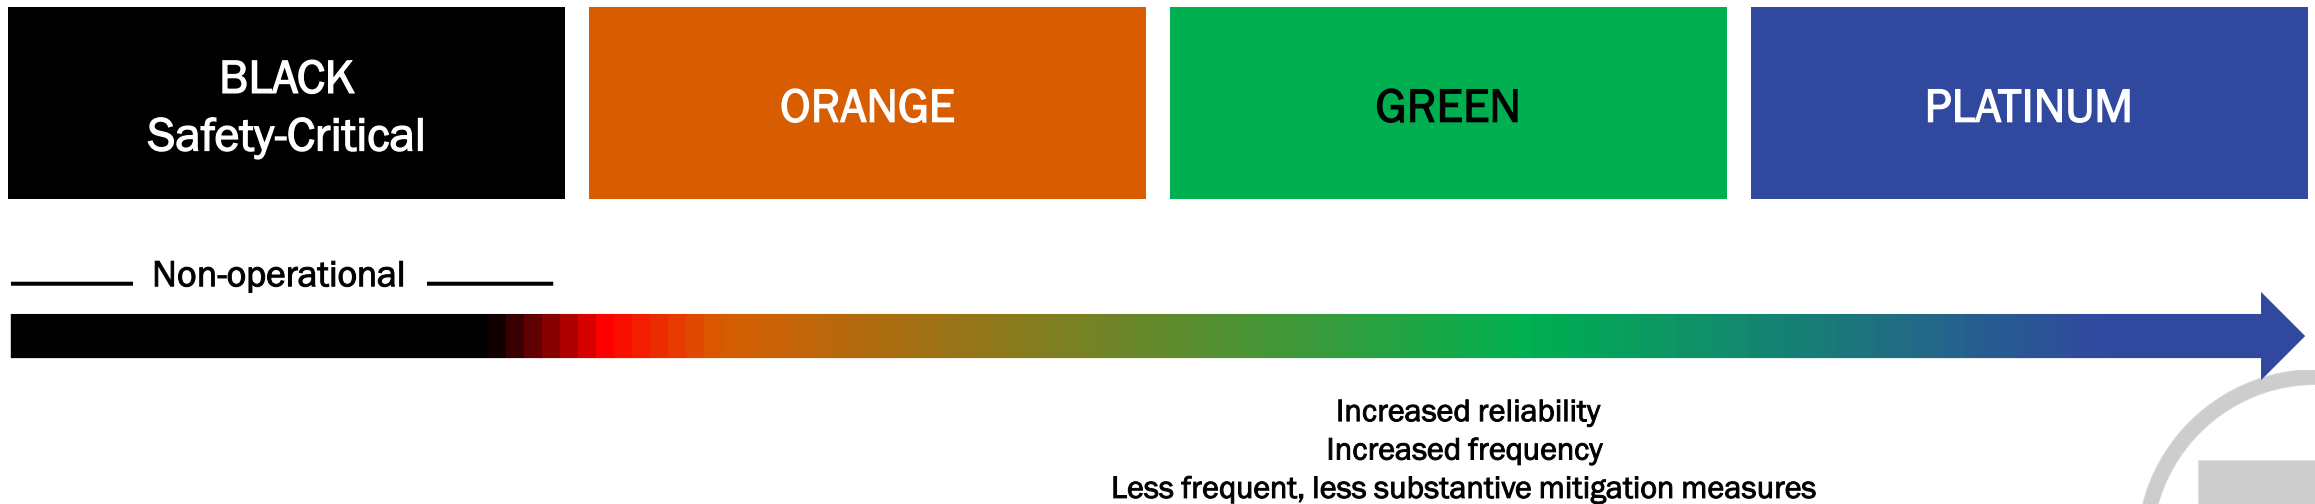 BLACK
Safety-Critical
ORANGE
GREEN
PLATINUM
Non-operational
Increased reliability
Increased frequency
Less frequent, less substantive mitigation measures